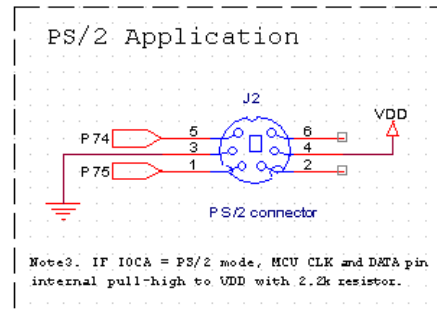 PS/2 Application
J2
VDD
P74
5
6
3
4
P75
1
2
PS/2 connector
Note3. IF IOCA = PS/2 mode, MCU CLK and DATA pin
internal pull-high to VDD with 2.2k resistor.